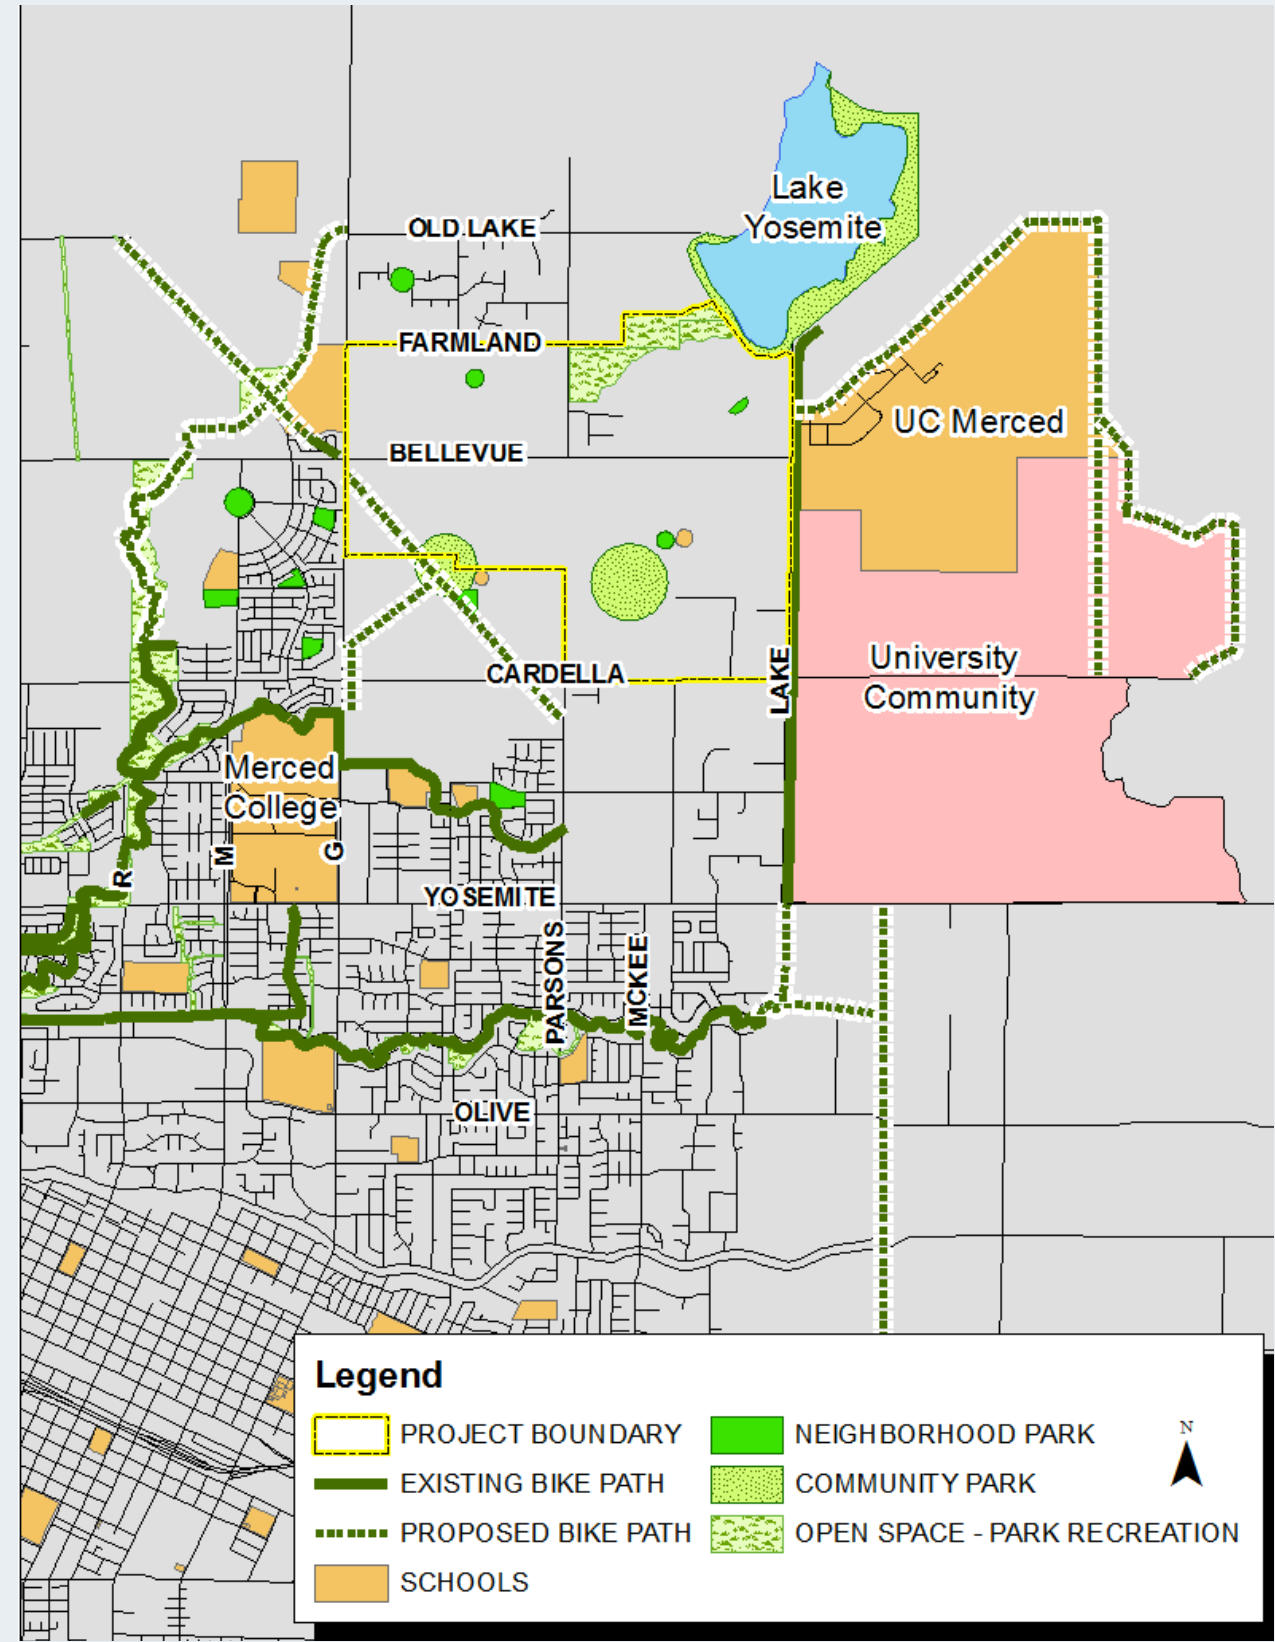 Lake
Yosemite
OLD LAKE
FARMLAND
UC Merced
BELLEVUE
University
Community
CARDELLA
LAKE
Merced
College
M
G
R
YOSEMITE
PARSONS
MCKEE
OLIVE
Legend
PROJECT BOUNDARY
EXISTING BIKE PATH
PROPOSED BIKE PATH
SCHOOLS
NEIGHBORHOOD PARK
COMMUNITY PARK
OPEN SPACE - PARK RECREATION
N